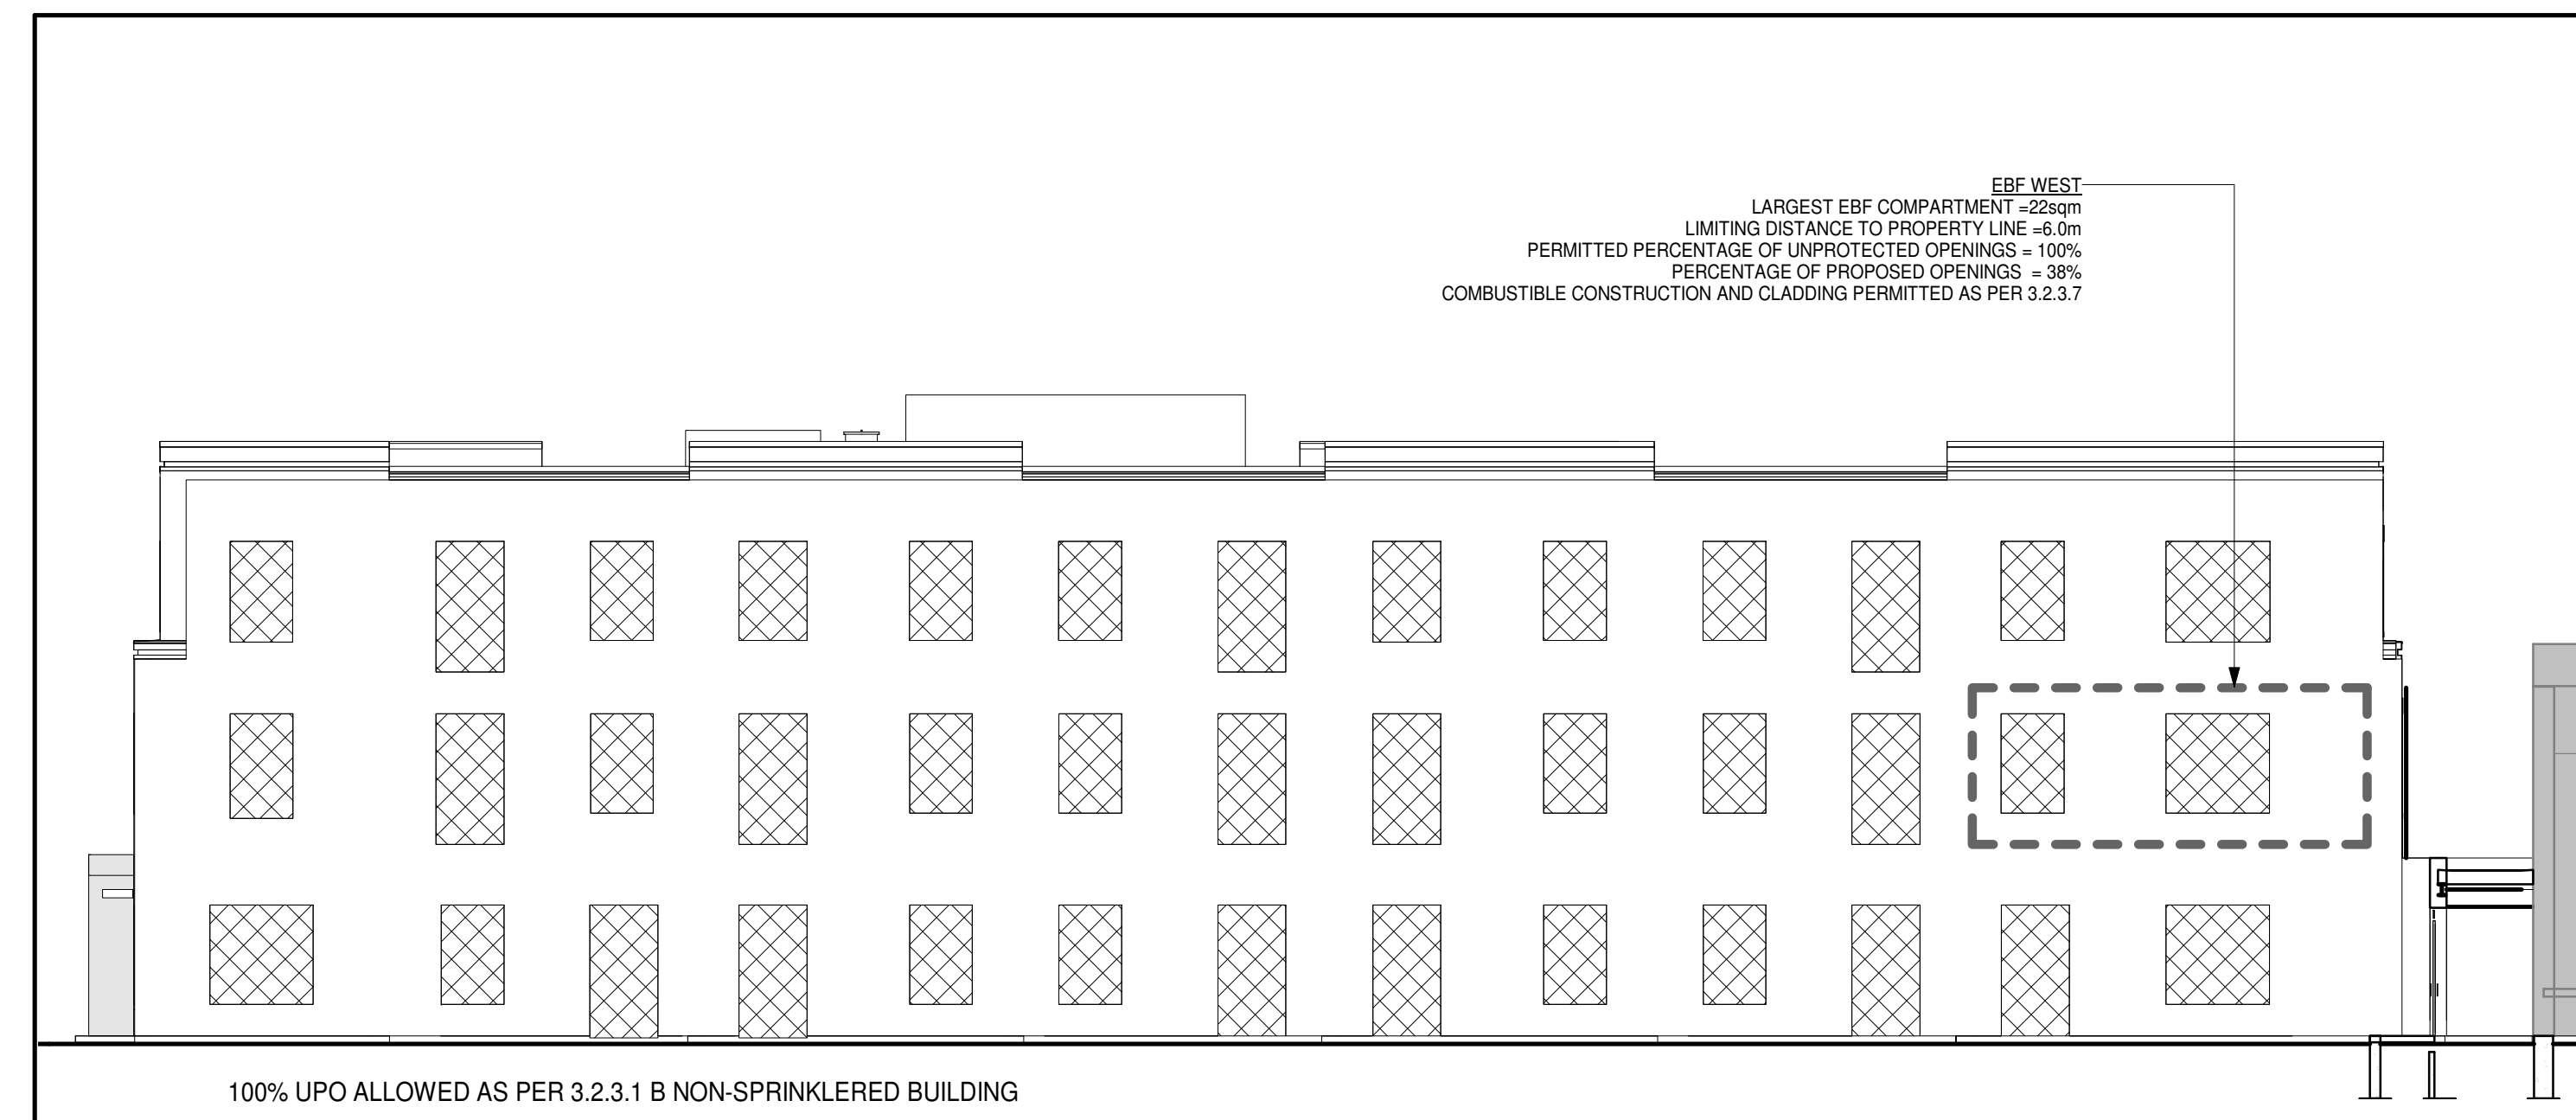 EBF WEST
LARGEST EBF COMPARTMENT =22sqm
LIMITING DISTANCE TO PROPERTY LINE =6.0m
PERMITTED PERCENTAGE OF UNPROTECTED OPENINGS = 100%
PERCENTAGE OF PROPOSED OPENINGS = 38%
COMBUSTIBLE CONSTRUCTION AND CLADDING PERMITTED AS PER 3.2.3.7
100% UPO ALLOWED AS PER 3.2.3.1 B NON-SPRINKLERED BUILDING